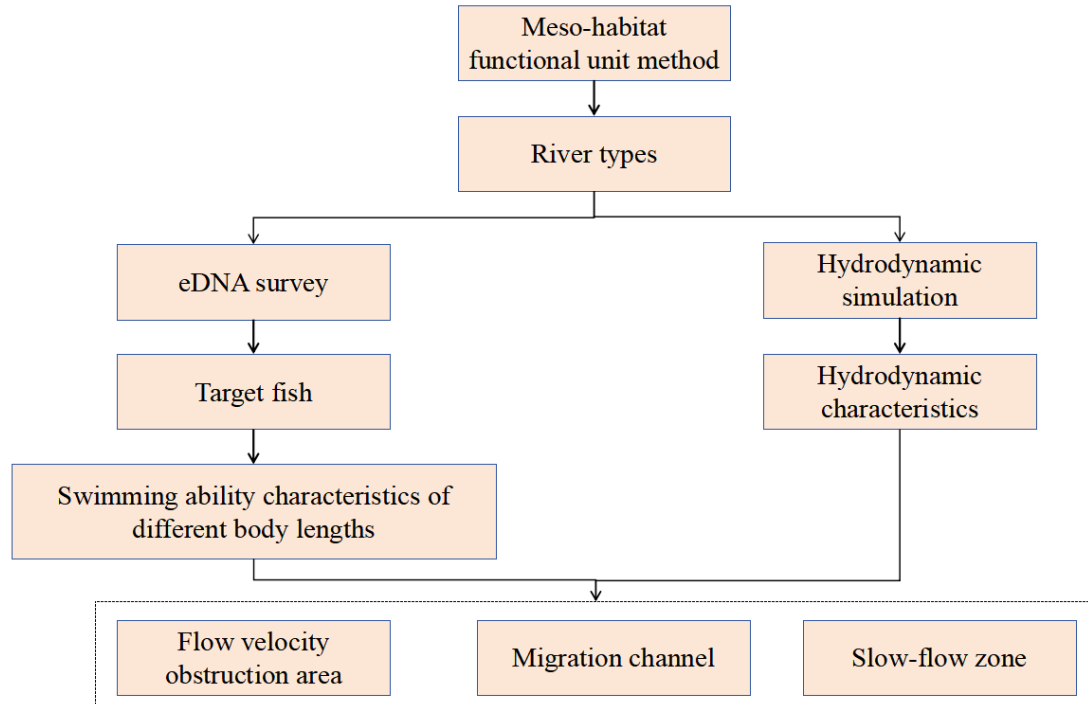 Meso-habitat
functional unit method
River types
eDNA survey
Hydrodynamic
simulation
Target fish
Hydrodynamic
characteristics
Swimming ability characteristics of
different body lengths
Flow velocity
obstruction area
Migration channel
Slow-flow zone